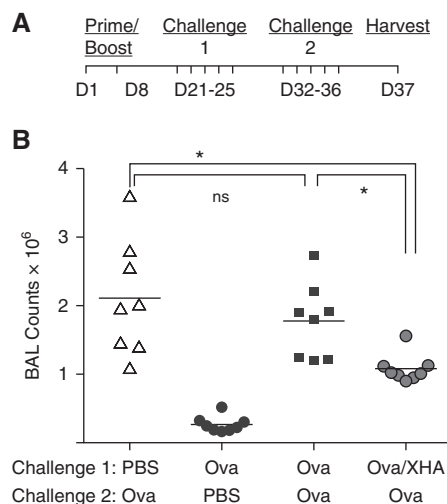 A
Prime/ Challenge Challenge Harvest
Boost 1 2
D1 D8 D21-25 D32-36 D37
B
*
ns *
4
3
2
1
BAL Counts × 10⁶
Challenge 1: PBS Ova Ova Ova/XHA
Challenge 2: Ova PBS Ova Ova